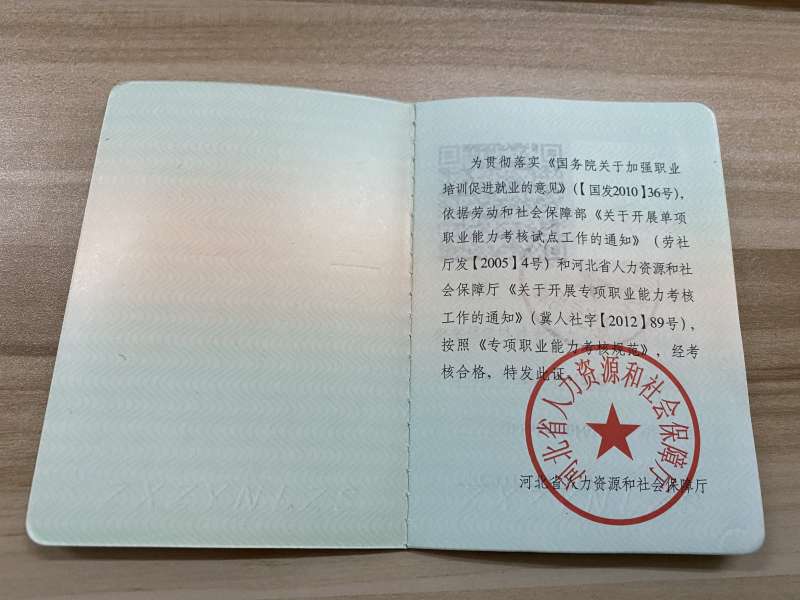 为贯彻落实《国务院关于加强职业
培训促进就业的意见》(【国发2010】36号),
依据劳动和社会保障部《关于开展单项
职业能力考核试点工作的通知》(劳社
厅发【2005】4号)和河北省人力资源和社
会保障厅《关于开展专项职业能力考核
工作的通知》(冀人社字【2012】89号),
按照《专项职业能力考核规范》,经考
核合格,特发此证。
河北省人力资源和社会保障厅
河北省人力资源和社会保障厅